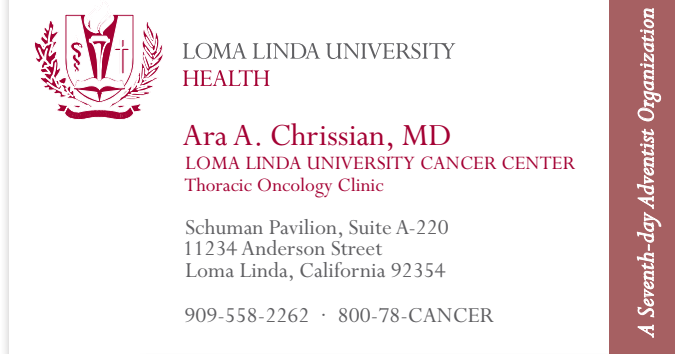 LOMA LINDA UNIVERSITY
HEALTH
Ara A. Chrissian, MD
LOMA LINDA UNIVERSITY CANCER CENTER
Thoracic Oncology Clinic
Schuman Pavilion, Suite A-220
11234 Anderson Street
Loma Linda, California 92354
909-558-2262 · 800-78-CANCER
A Seventh-day Adventist Organization